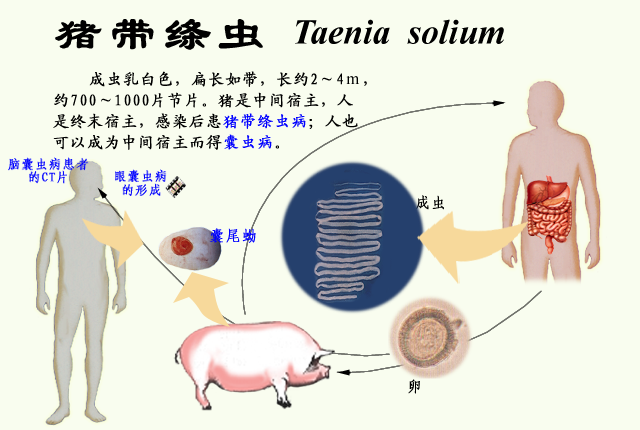 猪带绦虫 Taenia solium
成虫乳白色，扁长如带，长约2～4m，
约700～1000片节片。猪是中间宿主，人
是终末宿主，感染后患猪带绦虫病；人也
可以成为中间宿主而得囊虫病。
脑囊虫病患者
的CT片
眼囊虫病
的形成
囊尾蚴
成虫
卵